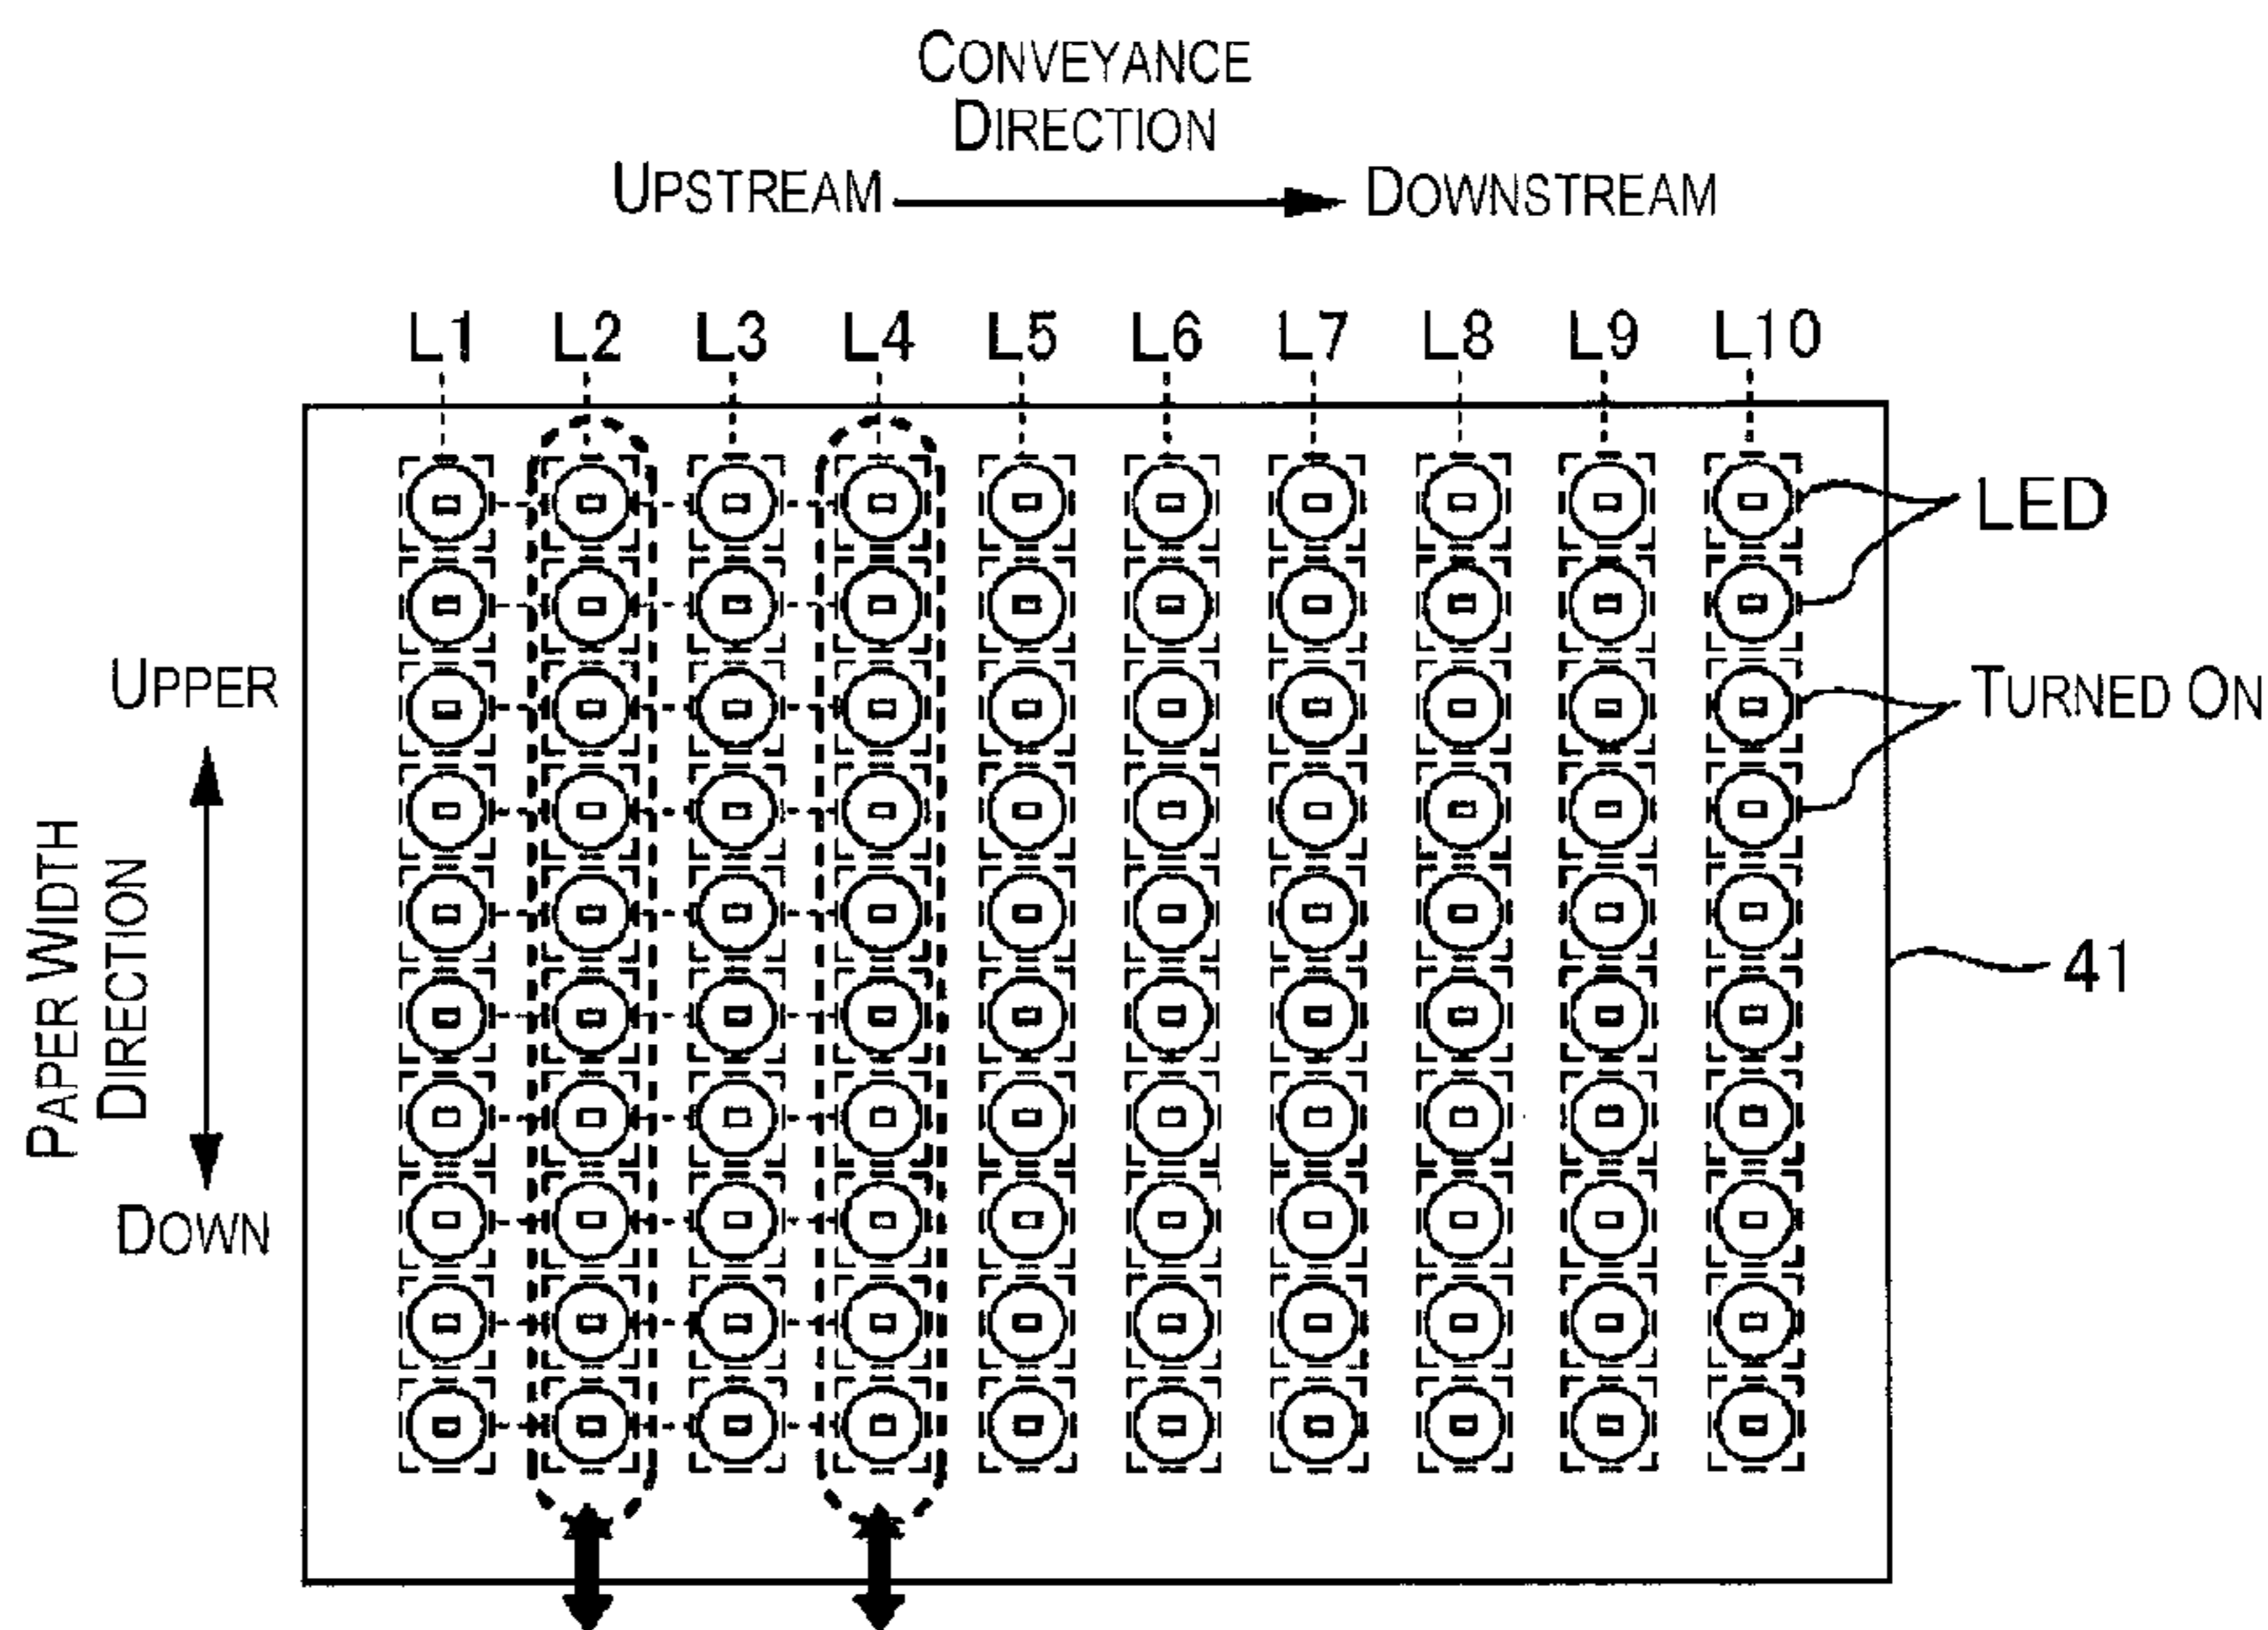 CONVEYANCE
DIRECTION
UPSTREAM DOWNSTREAM
L1 L2 L3 L4 L5 L6 L7 L8 L9 L10
LED
UPPER
TURNED ON
PAPER WIDTH
DIRECTION
41
DOWN